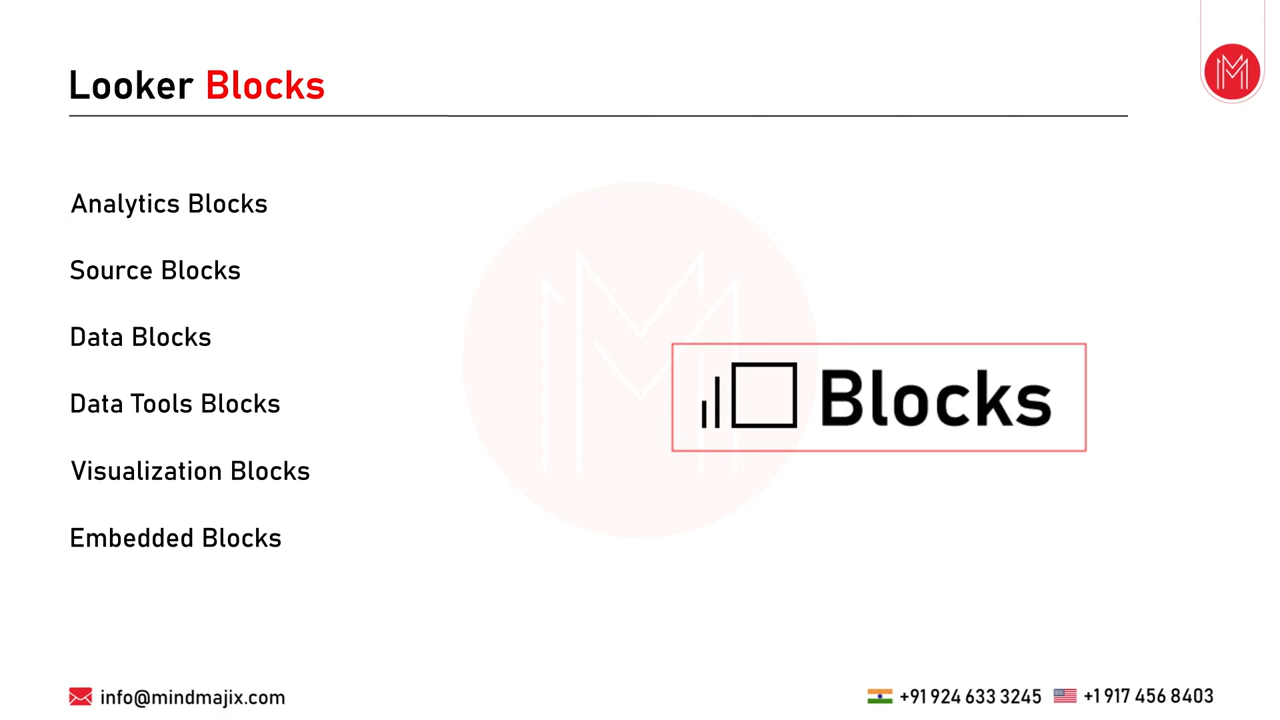 Looker Blocks
Analytics Blocks
Source Blocks
Data Blocks
Data Tools Blocks
Visualization Blocks
Embedded Blocks
Blocks
info@mindmajix.com
+91 924 633 3245
+1 917 456 8403